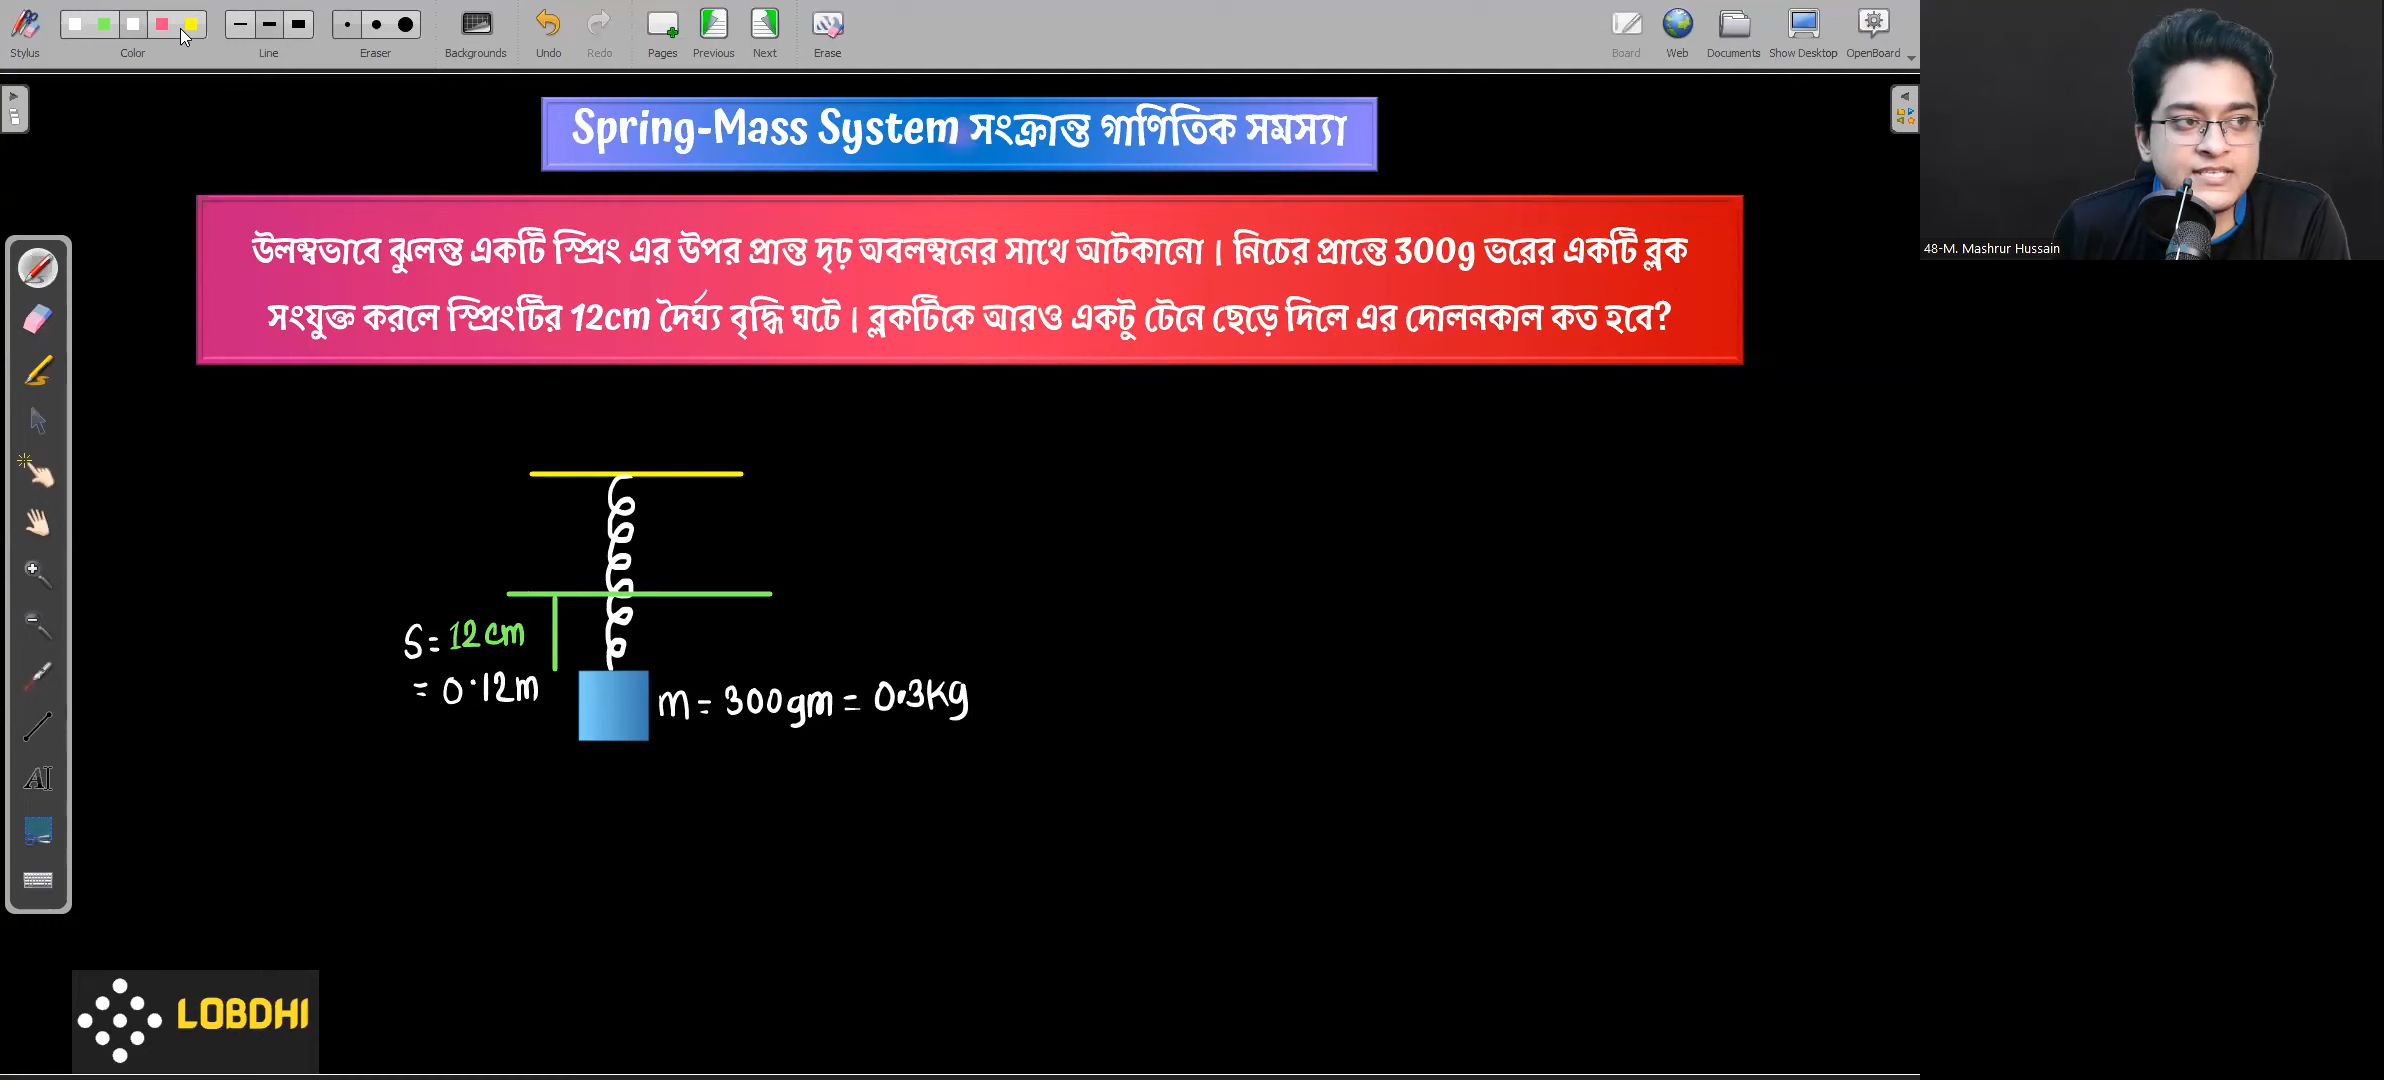 Stylus
Color
Line
Eraser
Backgrounds
Undo
Redo
Pages
Previous
Next
Erase
Board
Web
Documents
Show Desktop
OpenBoard
48-M. Mashrur Hussain
Spring-Mass System সংক্রান্ত গাণিতিক সমস্যা
উলম্বভাবে ঝুলন্ত একটি স্প্রিং এর উপর প্রান্ত দৃঢ় অবলম্বনের সাথে আটকানো। নিচের প্রান্তে 300g ভরের একটি ব্লক
সংযুক্ত করলে স্প্রিংটির 12cm দৈর্ঘ্য বৃদ্ধি ঘটে। ব্লকটিকে আরও একটু টেনে ছেড়ে দিলে এর দোলনকাল কত হবে?
S = 12cm
= 0.12m
m = 300gm = 0.3Kg
LOBDHI